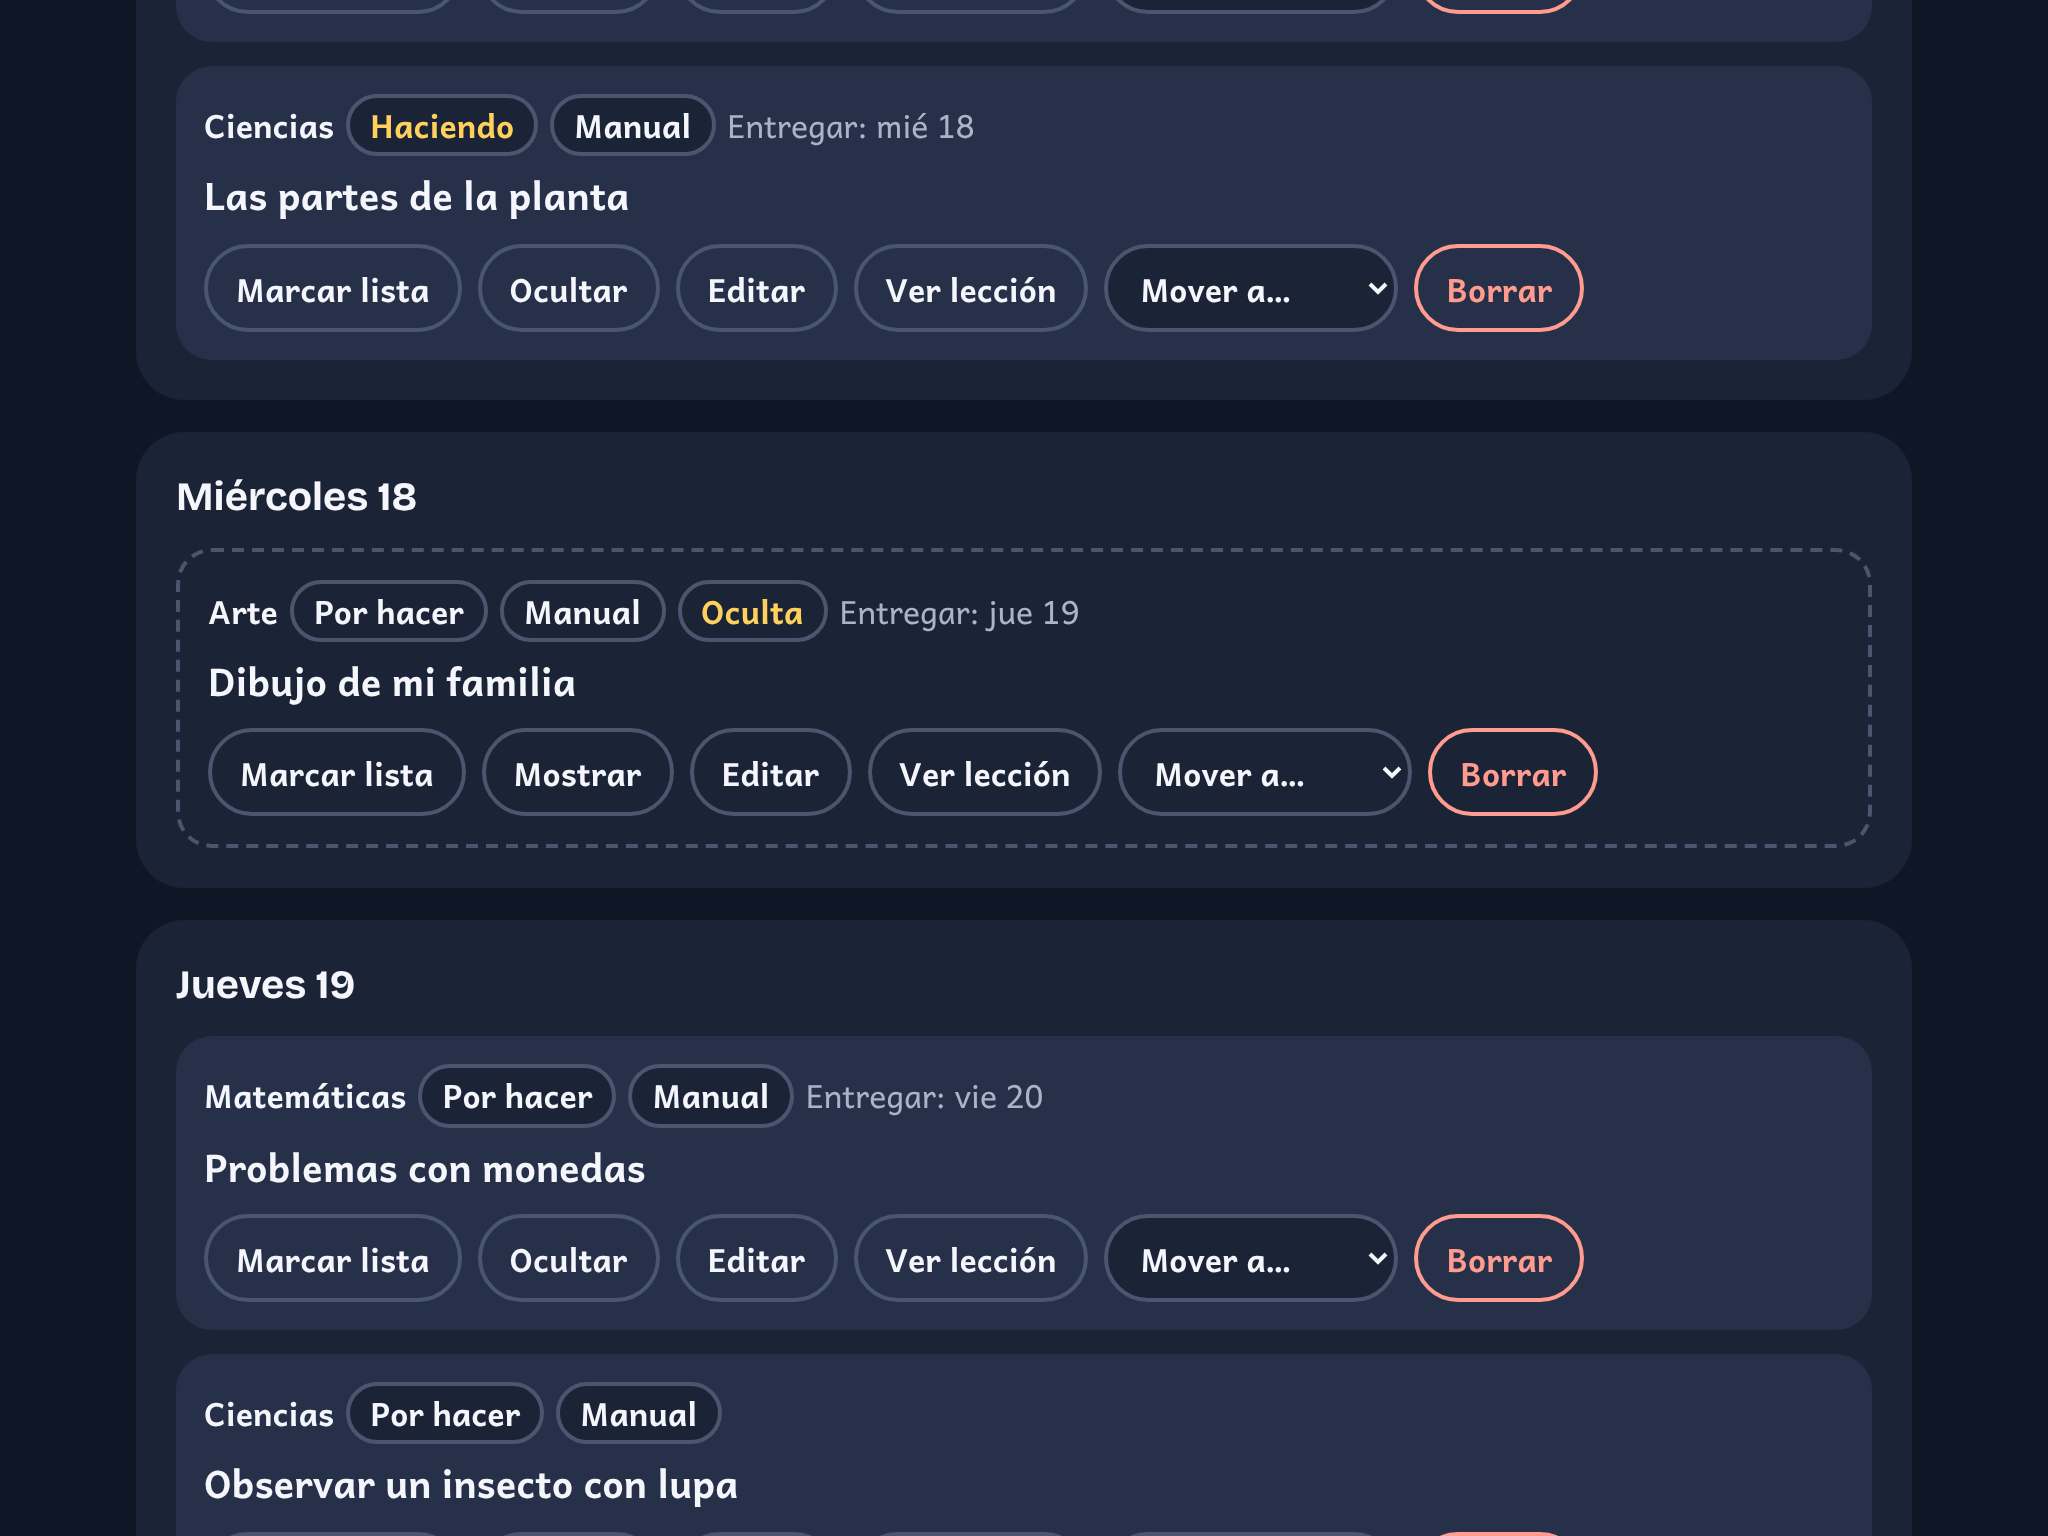 Ciencias Haciendo Manual Entregar: mié 18
Las partes de la planta
Marcar lista Ocultar Editar Ver lección Mover a... Borrar
Miércoles 18
Arte Por hacer Manual Oculta Entregar: jue 19
Dibujo de mi familia
Marcar lista Mostrar Editar Ver lección Mover a... Borrar
Jueves 19
Matemáticas Por hacer Manual Entregar: vie 20
Problemas con monedas
Marcar lista Ocultar Editar Ver lección Mover a... Borrar
Ciencias Por hacer Manual
Observar un insecto con lupa